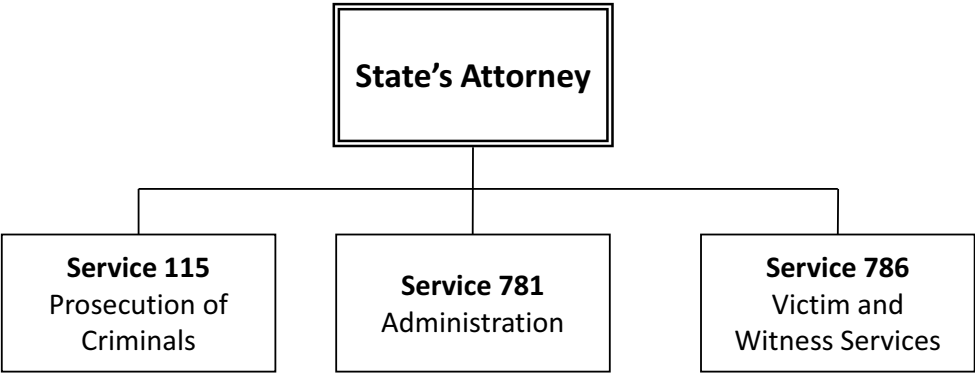 State’s Attorney
Service 115
Prosecution of
Criminals
Service 781
Administration
Service 786
Victim and
Witness Services